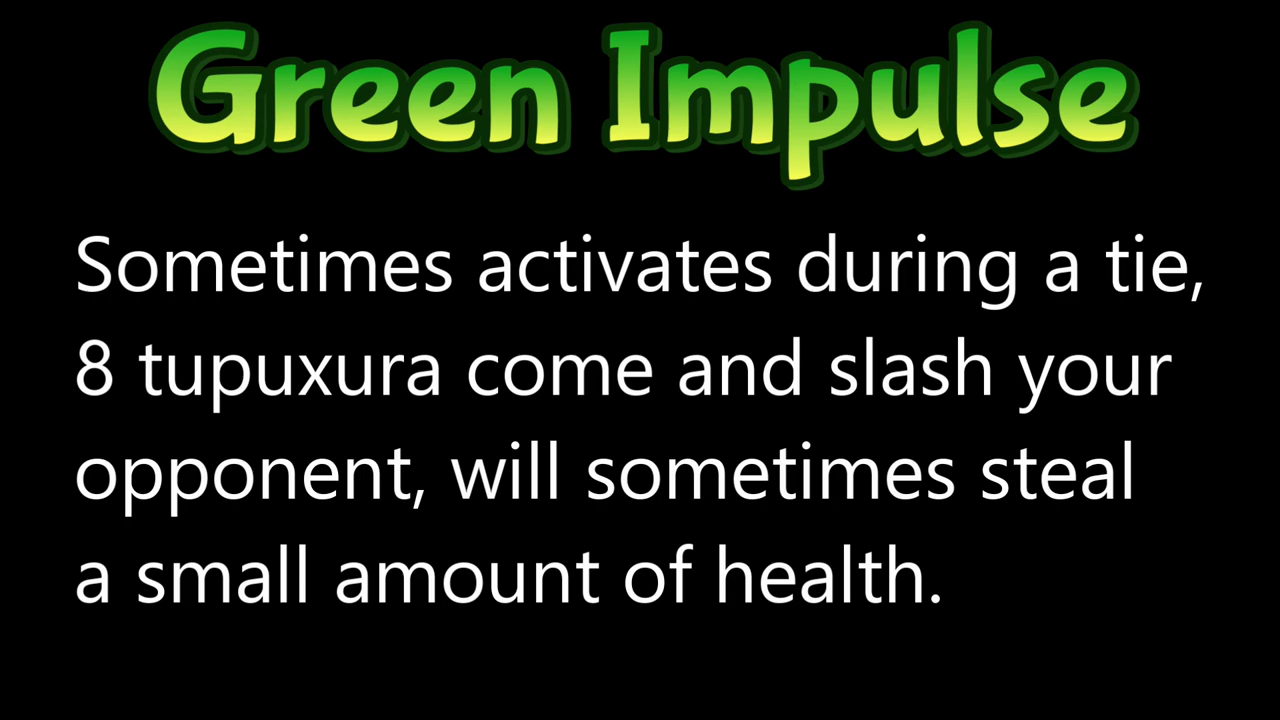 Green Impulse
Sometimes activates during a tie,
8 tupuxura come and slash your
opponent, will sometimes steal
a small amount of health.